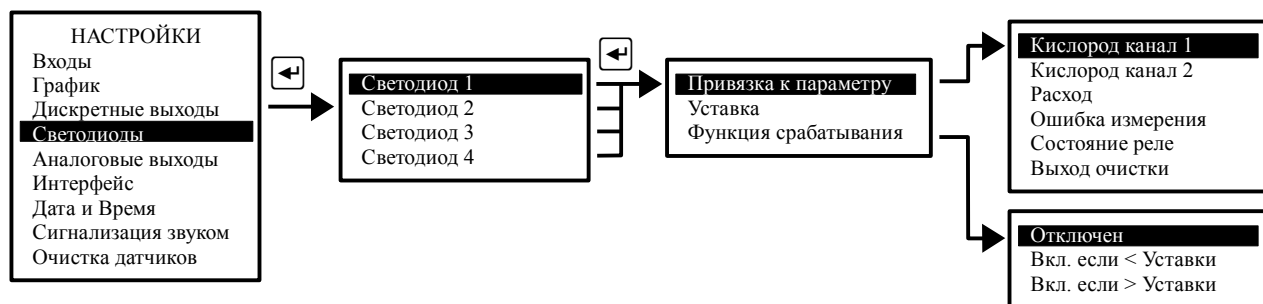 НАСТРОЙКИ
Входы
График
Дискретные выходы
Светодиоды
Аналоговые выходы
Интерфейс
Дата и Время
Сигнализация звуком
Очистка датчиков
Светодиод 1
Светодиод 2
Светодиод 3
Светодиод 4
Привязка к параметру
Уставка
Функция срабатывания
Кислород канал 1
Кислород канал 2
Расход
Ошибка измерения
Состояние реле
Выход очистки
Отключен
Вкл. если < Уставки
Вкл. если > Уставки